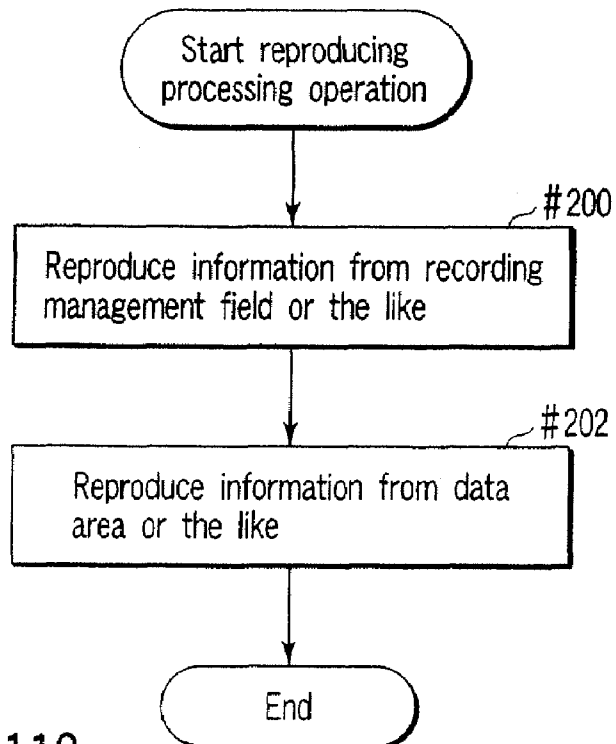 Start reproducing
processing operation
#200
Reproduce information from recording
management field or the like
#202
Reproduce information from data
area or the like
End